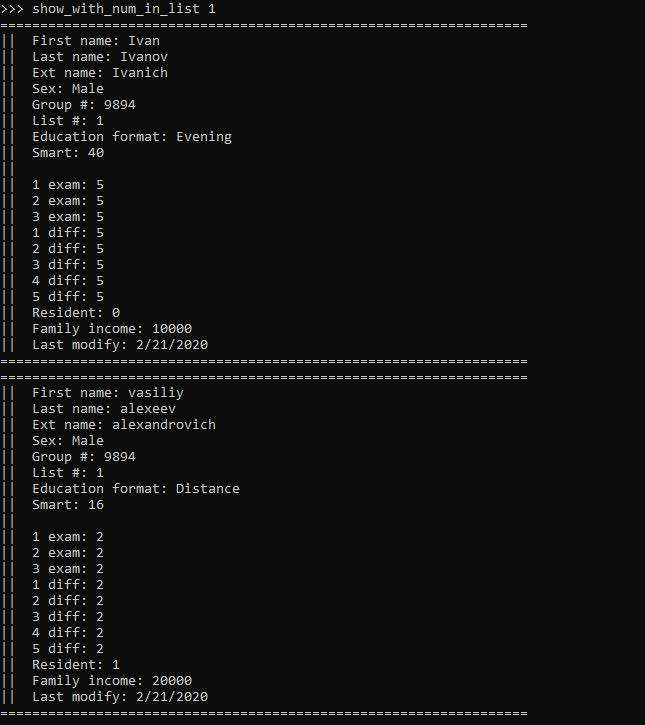 >>> show_with_num_in_list 1
==================================================================
||  First name: Ivan
||  Last name: Ivanov
||  Ext name: Ivanich
||  Sex: Male
||  Group #: 9894
||  List #: 1
||  Education format: Evening
||  Smart: 40
||
||  1 exam: 5
||  2 exam: 5
||  3 exam: 5
||  1 diff: 5
||  2 diff: 5
||  3 diff: 5
||  4 diff: 5
||  5 diff: 5
||  Resident: 0
||  Family income: 10000
||  Last modify: 2/21/2020
==================================================================
==================================================================
||  First name: vasiliy
||  Last name: alexeev
||  Ext name: alexandrovich
||  Sex: Male
||  Group #: 9894
||  List #: 1
||  Education format: Distance
||  Smart: 16
||
||  1 exam: 2
||  2 exam: 2
||  3 exam: 2
||  1 diff: 2
||  2 diff: 2
||  3 diff: 2
||  4 diff: 2
||  5 diff: 2
||  Resident: 1
||  Family income: 20000
||  Last modify: 2/21/2020
==================================================================